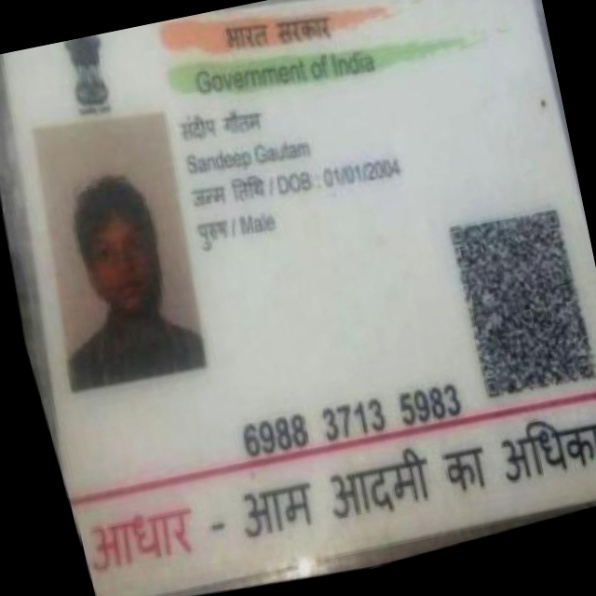 भारत सरकार
Government of India
संदीप गौतम
Sandeep Gautam
जन्म तिथि / DOB : 01/01/2004
पुरुष / Male
6988 3713 5983
आधार - आम आदमी का अधिका